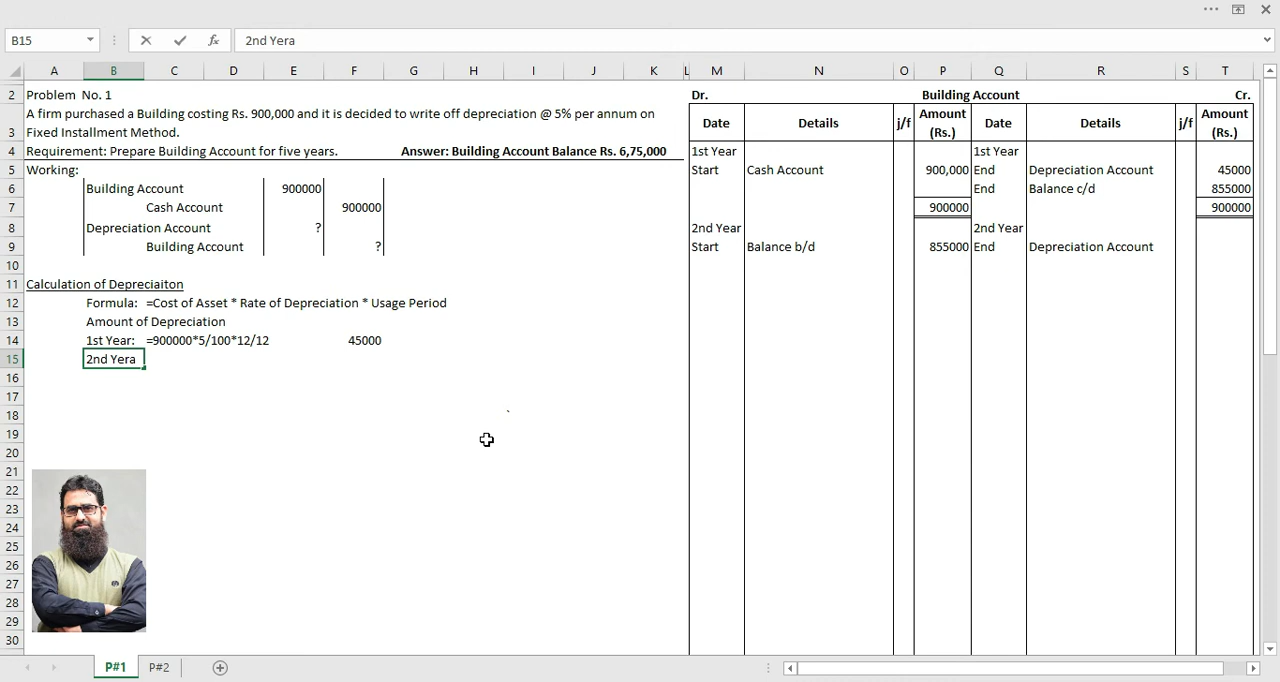 B15 fx 2nd Yera
A B C D E F G H I J K L M N O P Q R S T
2 Problem No. 1 Dr. Building Account Cr.
A firm purchased a Building costing Rs. 900,000 and it is decided to write off depreciation @ 5% per annum on
3 Fixed Installment Method. Date Details j/f Amount (Rs.) Date Details j/f Amount (Rs.)
4 Requirement: Prepare Building Account for five years. Answer: Building Account Balance Rs. 6,75,000 1st Year 1st Year
5 Working: Start Cash Account 900,000 End Depreciation Account 45000
6 Building Account 900000 End Balance c/d 855000
7 Cash Account 900000 900000 900000
8 Depreciation Account ? 2nd Year 2nd Year
9 Building Account ? Start Balance b/d 855000 End Depreciation Account
10
11 Calculation of Depreciaiton
12 Formula: =Cost of Asset * Rate of Depreciation * Usage Period
13 Amount of Depreciation
14 1st Year: =900000*5/100*12/12 45000
15 2nd Yera
16
17
18 `
19
20
21
22
23
24
25
26
27
28
29
30
P#1 P#2